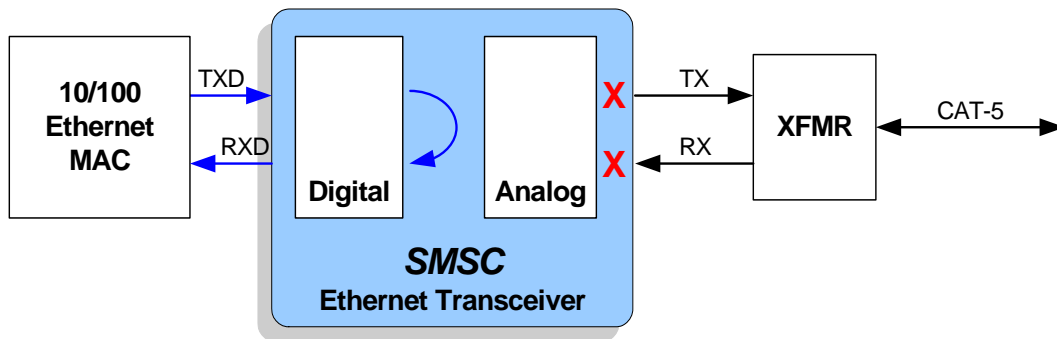 10/100
Ethernet
MAC
TXD
RXD
Digital
Analog
X
X
SMSC
Ethernet Transceiver
TX
RX
XFMR
CAT-5